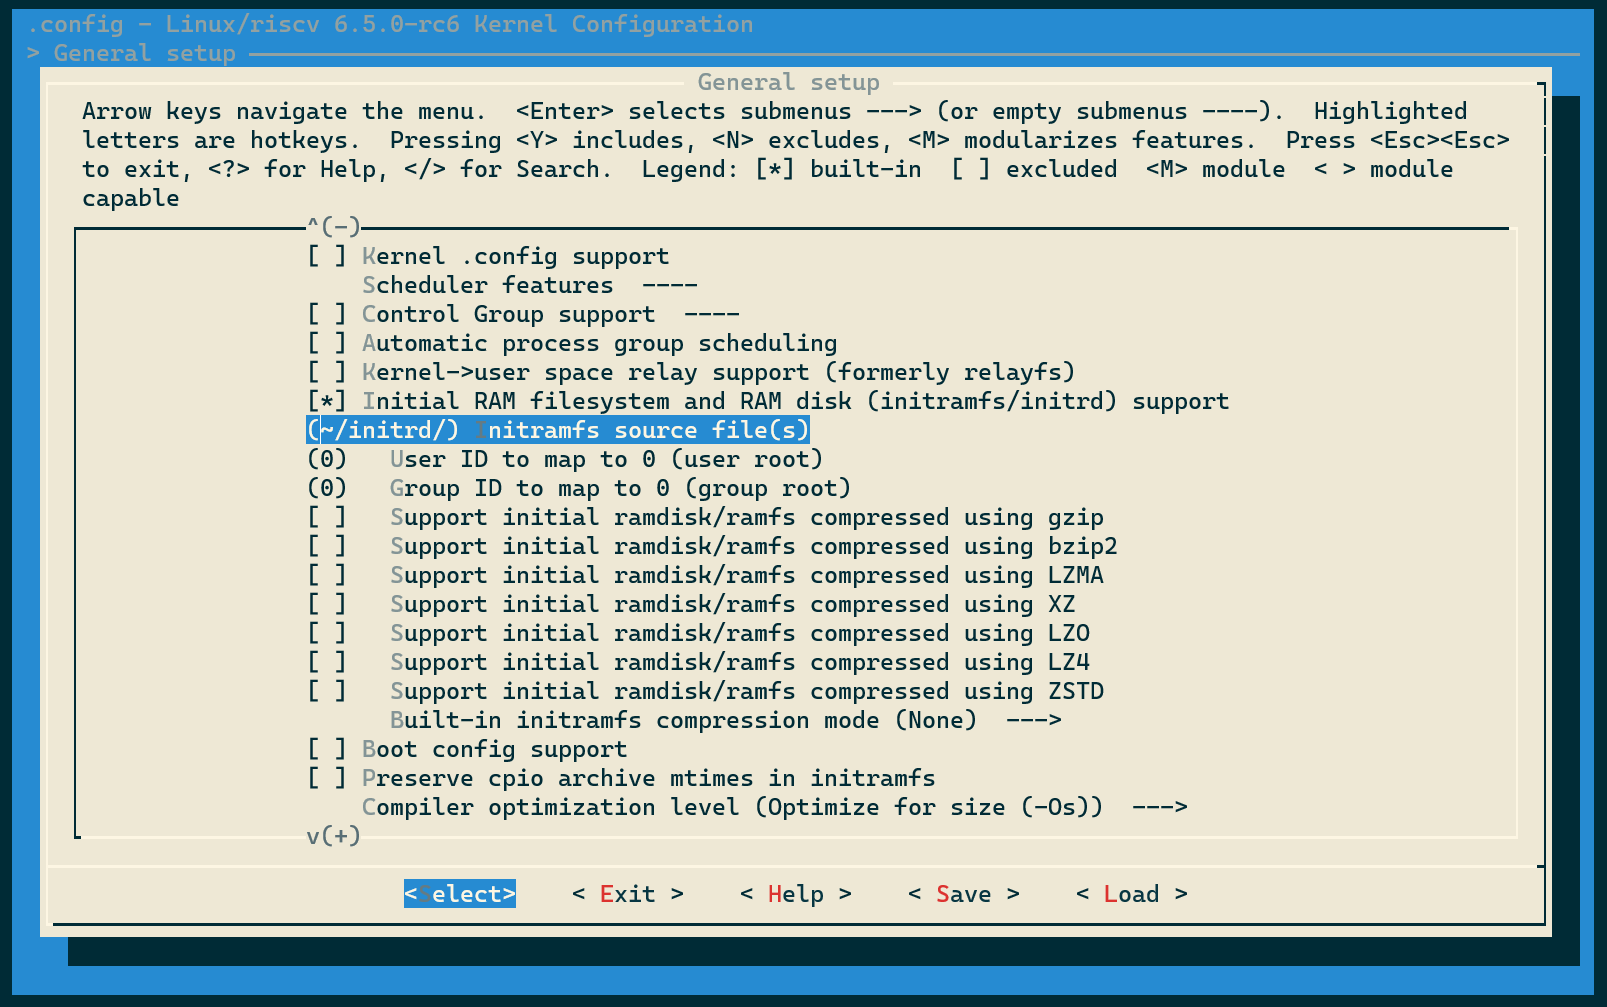 .config - Linux/riscv 6.5.0-rc6 Kernel Configuration
> General setup
General setup
Arrow keys navigate the menu.  <Enter> selects submenus ---> (or empty submenus ----).  Highlighted
letters are hotkeys.  Pressing <Y> includes, <N> excludes, <M> modularizes features.  Press <Esc><Esc>
to exit, <?> for Help, </> for Search.  Legend: [*] built-in  [ ] excluded  <M> module  < > module
capable
^(-)
[ ] Kernel .config support
Scheduler features  ----
[ ] Control Group support  ----
[ ] Automatic process group scheduling
[ ] Kernel->user space relay support (formerly relayfs)
[*] Initial RAM filesystem and RAM disk (initramfs/initrd) support
(~/initrd/) Initramfs source file(s)
(0)   User ID to map to 0 (user root)
(0)   Group ID to map to 0 (group root)
[ ]   Support initial ramdisk/ramfs compressed using gzip
[ ]   Support initial ramdisk/ramfs compressed using bzip2
[ ]   Support initial ramdisk/ramfs compressed using LZMA
[ ]   Support initial ramdisk/ramfs compressed using XZ
[ ]   Support initial ramdisk/ramfs compressed using LZO
[ ]   Support initial ramdisk/ramfs compressed using LZ4
[ ]   Support initial ramdisk/ramfs compressed using ZSTD
Built-in initramfs compression mode (None)  --->
[ ] Boot config support
[ ] Preserve cpio archive mtimes in initramfs
Compiler optimization level (Optimize for size (-Os))  --->
v(+)
<Select>    < Exit >    < Help >    < Save >    < Load >